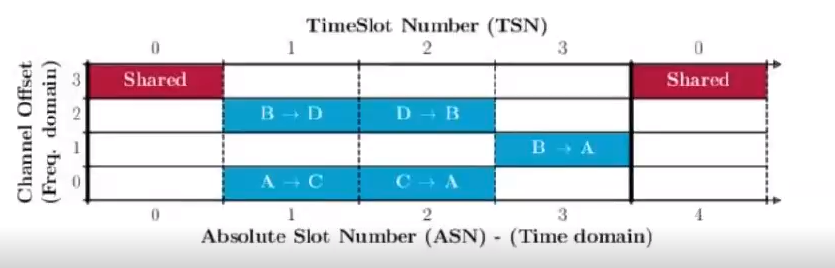 TimeSlot Number (TSN)
0 1 2 3 0
Channel Offset
(Freq. domain)
3 Shared Shared
2 B → D D → B
1 B → A
0 A → C C → A
0 1 2 3 4
Absolute Slot Number (ASN) - (Time domain)